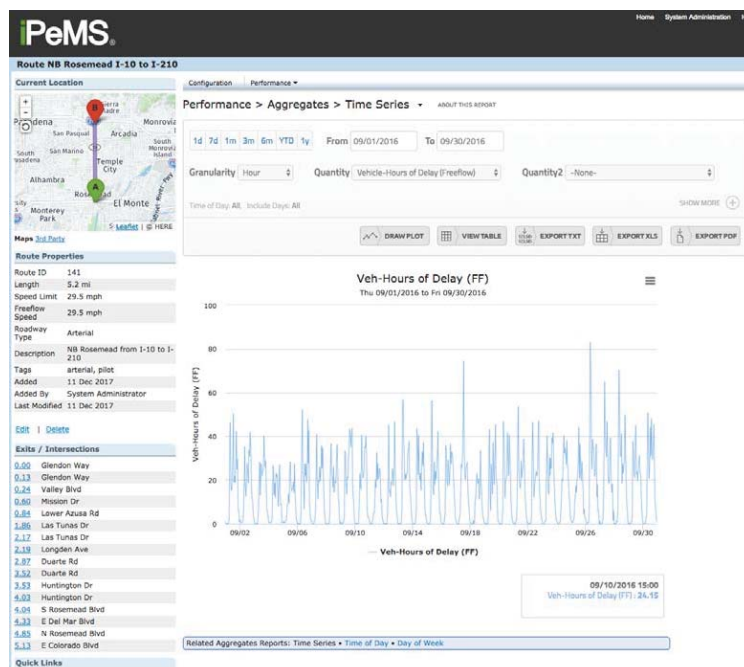 iPeMS®
Home System Administration
Route NB Rosemead I-10 to I-210
Current Location
Configuration Performance
Performance > Aggregates > Time Series ABOUT THIS REPORT
1d 7d 1m 3m 6m YTD 1y From 09/01/2016 To 09/30/2016
Granularity Hour Quantity Vehicle-Hours of Delay (Freeflow) Quantity2 -None-
Time of Day: All, Include Days: All SHOW MORE
DRAW PLOT VIEW TABLE EXPORT TXT EXPORT XLS EXPORT PDF
+
-
B
Monrovia
San Pasqual Arcadia
South
San Marino
Temple
City
Alhambra
A
El Monte
Monterey
Park
Leaflet | © HERE
Maps 3rd Party
Route Properties
Route ID 141
Length 5.2 mi
Speed Limit 29.5 mph
Freeflow
Speed 29.5 mph
Roadway
Type Arterial
Description NB Rosemead from I-10 to I-
210
Tags arterial, pilot
Added 11 Dec 2017
Added By System Administrator
Last Modified 11 Dec 2017
Edit | Delete
Exits / Intersections
0.00 Glendon Way
0.13 Glendon Way
0.24 Valley Blvd
0.60 Mission Dr
0.84 Lower Azusa Rd
1.86 Las Tunas Dr
2.17 Las Tunas Dr
2.19 Longden Ave
2.87 Duarte Rd
3.52 Duarte Rd
3.53 Huntington Dr
4.03 Huntington Dr
4.04 S Rosemead Blvd
4.33 E Del Mar Blvd
4.85 N Rosemead Blvd
5.13 E Colorado Blvd
Quick Links
Veh-Hours of Delay (FF)
Thu 09/01/2016 to Fri 09/30/2016
Veh-Hours of Delay (FF)
100
80
60
40
20
0
09/02 09/06 09/10 09/14 09/18 09/22 09/26 09/30
Veh-Hours of Delay (FF)
09/10/2016 15:00
Veh-Hours of Delay (FF) : 24.15
Related Aggregates Reports: Time Series • Time of Day • Day of Week